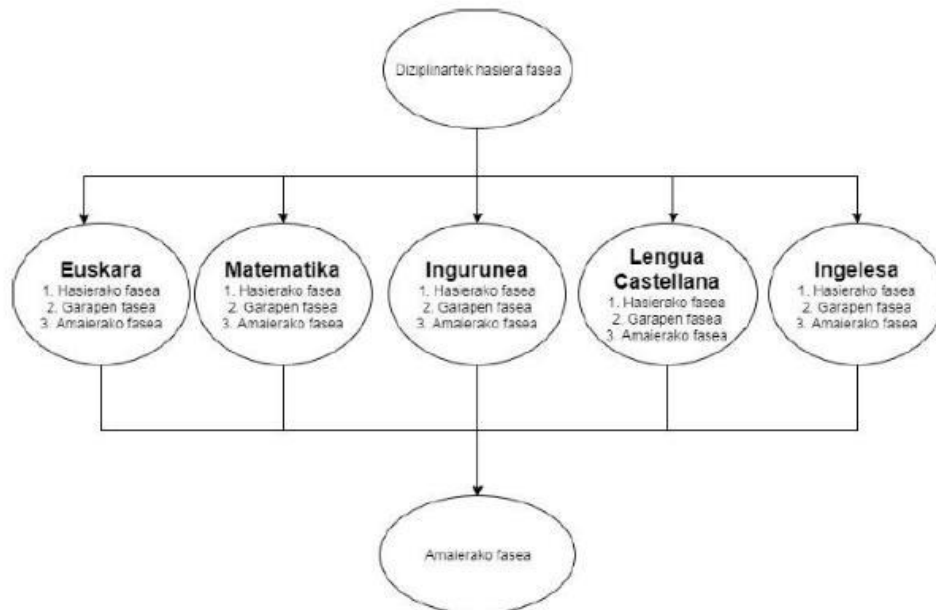 Diziplinartek hasiera fasea
Euskara
1. Hasierako fasea
2. Garapen fasea
3. Amaierako fasea
Matematika
1. Hasierako fasea
2. Garapen fasea
3. Amaierako fasea
Ingurunea
1. Hasierako fasea
2. Garapen fasea
3. Amaierako fasea
Lengua
Castellana
1. Hasierako fasea
2. Garapen fasea
3. Amaierako fasea
Ingelesa
1. Hasierako fasea
2. Garapen fasea
3. Amaierako fasea
Amaierako fasea